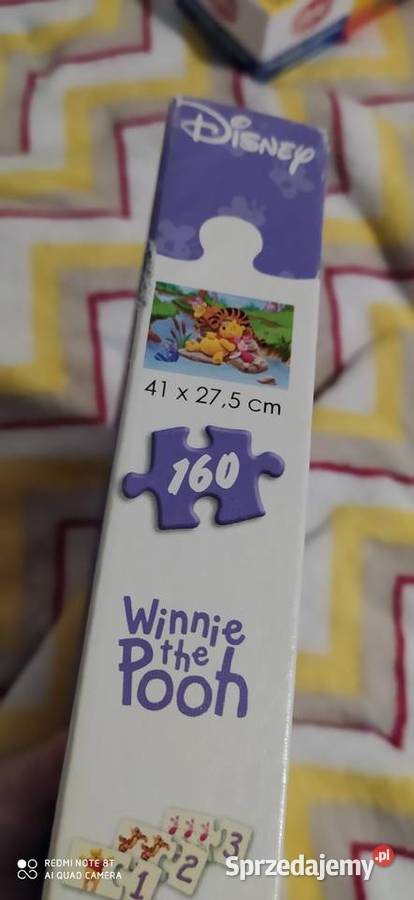 Disney
41 x 27,5 cm
160
Winnie
the
Pooh
3
2
1
REDMI NOTE 8T
AI QUAD CAMERA
Sprzedajemy.pl